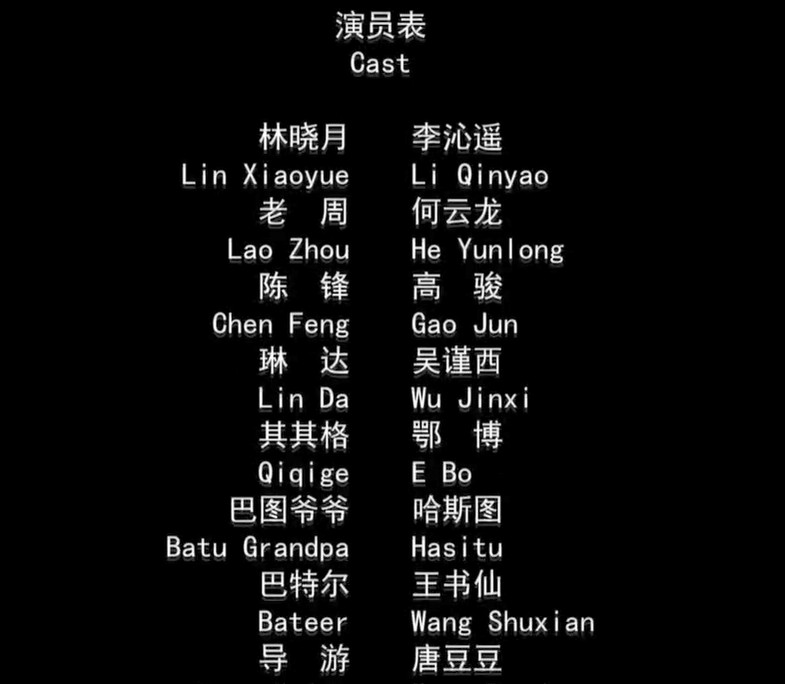 演员表
Cast
林晓月 李沁遥
Lin Xiaoyue Li Qinyao
老 周 何云龙
Lao Zhou He Yunlong
陈 锋 高 骏
Chen Feng Gao Jun
琳 达 吴谨西
Lin Da Wu Jinxi
其其格 鄂 博
Qiqige E Bo
巴图爷爷 哈斯图
Batu Grandpa Hasitu
巴特尔 王书仙
Bateer Wang Shuxian
导 游 唐豆豆